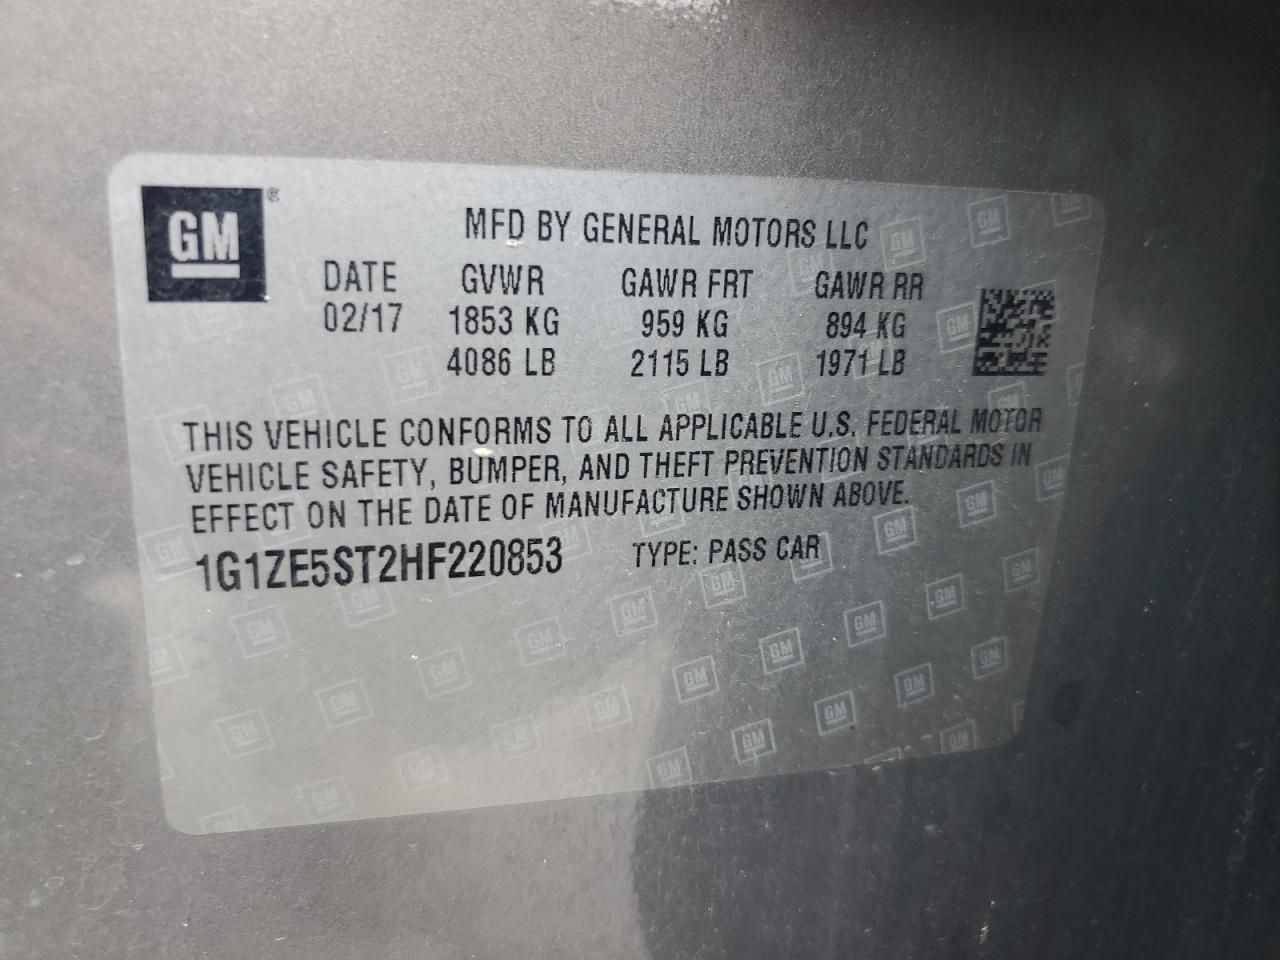 GM®
MFD BY GENERAL MOTORS LLC
DATE GVWR GAWR FRT GAWR RR
02/17 1853 KG 959 KG 894 KG
4086 LB 2115 LB 1971 LB
THIS VEHICLE CONFORMS TO ALL APPLICABLE U.S. FEDERAL MOTOR
VEHICLE SAFETY, BUMPER, AND THEFT PREVENTION STANDARDS IN
EFFECT ON THE DATE OF MANUFACTURE SHOWN ABOVE.
1G1ZE5ST2HF220853 TYPE: PASS CAR